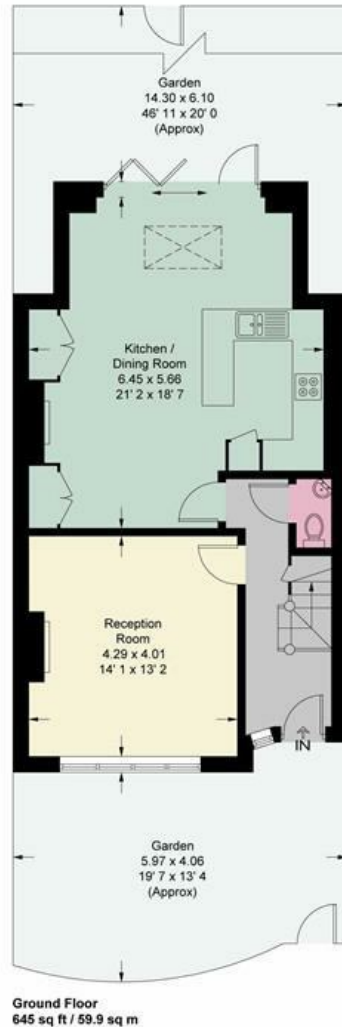 Garden
14.30 x 6.10
46' 11 x 20' 0
(Approx)
Kitchen /
Dining Room
6.45 x 5.66
21' 2 x 18' 7
Reception
Room
4.29 x 4.01
14' 1 x 13' 2
IN
Garden
5.97 x 4.06
19' 7 x 13' 4
(Approx)
Ground Floor
645 sq ft / 59.9 sq m